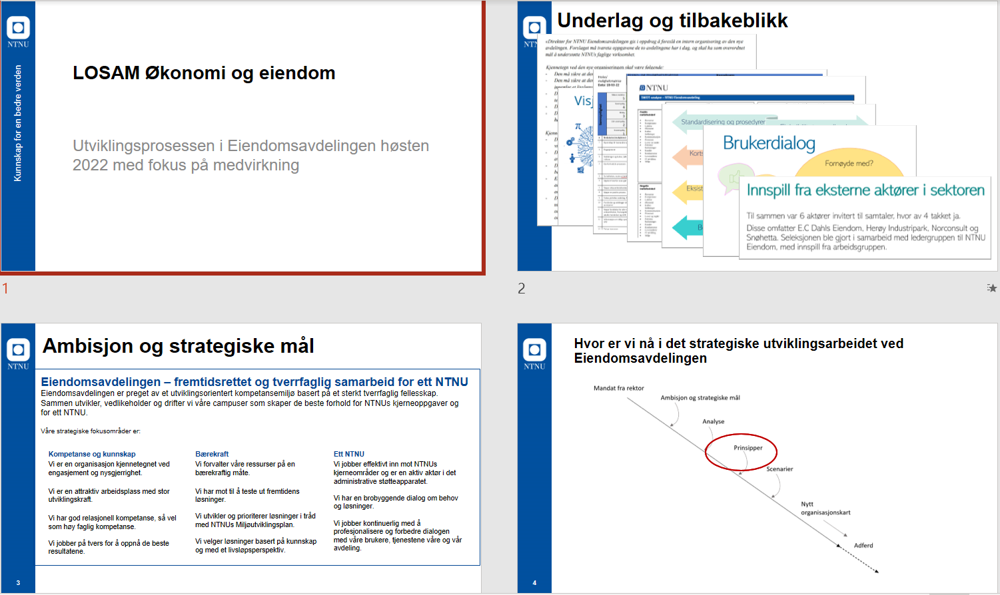 NTNU
Kunnskap for en bedre verden
LOSAM Økonomi og eiendom
Utviklingsprosessen i Eiendomsavdelingen høsten
2022 med fokus på medvirkning
1
NTNU
Underlag og tilbakeblikk
«Direktør for NTNU Eiendomsavdelingen gis i oppdrag å foreslå en intern organisering av den nye
avdelingen. Forslaget må ivareta oppgavene de to avdelingene har i dag, og skal ha som overordnet
mål å understøtte NTNUs faglige virksomhet.
Kjennetegn ved den nye organiseringen skal være følgende:
Den må sikre at der
Den må sikre at der
Visj
Dato: 18-03-22
NTNU
SWOT-analyse – NTNU Eiendomsavdeling
Standardisering og prosedyrer
Korts
Eksist
B
Brukerdialog
Fornøyde med?
Innspill fra eksterne aktører i sektoren
Til sammen var 6 aktører invitert til samtaler, hvor av 4 takket ja.
Disse omfatter E.C Dahls Eiendom, Herøy Industripark, Norconsult og
Snøhetta. Seleksjonen ble gjort i samarbeid med ledergruppen til NTNU
Eiendom, med innspill fra arbeidsgruppen.
2
NTNU
Ambisjon og strategiske mål
Eiendomsavdelingen – fremtidsrettet og tverrfaglig samarbeid for ett NTNU
Eiendomsavdelingen er preget av et utviklingsorientert kompetansemiljø basert på et sterkt tverrfaglig fellesskap.
Sammen utvikler, vedlikeholder og drifter vi våre campuser som skaper de beste forhold for NTNUs kjerneoppgaver og
for ett NTNU.
Våre strategiske fokusområder er:
Kompetanse og kunnskap
Vi er en organisasjon kjennetegnet ved
engasjement og nysgjerrighet.
Vi er en attraktiv arbeidsplass med stor
utviklingskraft.
Vi har god relasjonell kompetanse, så vel
som høy faglig kompetanse.
Vi jobber på tvers for å oppnå de beste
resultatene.
Bærekraft
Vi forvalter våre ressurser på en
bærekraftig måte.
Vi har mot til å teste ut fremtidens
løsninger.
Vi utvikler og prioriterer løsninger i tråd
med NTNUs Miljøutviklingsplan.
Vi velger løsninger basert på kunnskap
og med et livsløpsperspektiv.
Ett NTNU
Vi jobber effektivt inn mot NTNUs
kjerneområder og er en aktiv aktør i det
administrative støtteapparatet.
Vi har en brobyggende dialog om behov
og løsninger.
Vi jobber kontinuerlig med å
profesjonalisere og forbedre dialogen
med våre brukere, tjenestene våre og vår
avdeling.
3
NTNU
Hvor er vi nå i det strategiske utviklingsarbeidet ved
Eiendomsavdelingen
Mandat fra rektor
Ambisjon og strategiske mål
Analyse
Prinsipper
Scenarier
Nytt
organisasjonskart
Adferd
4